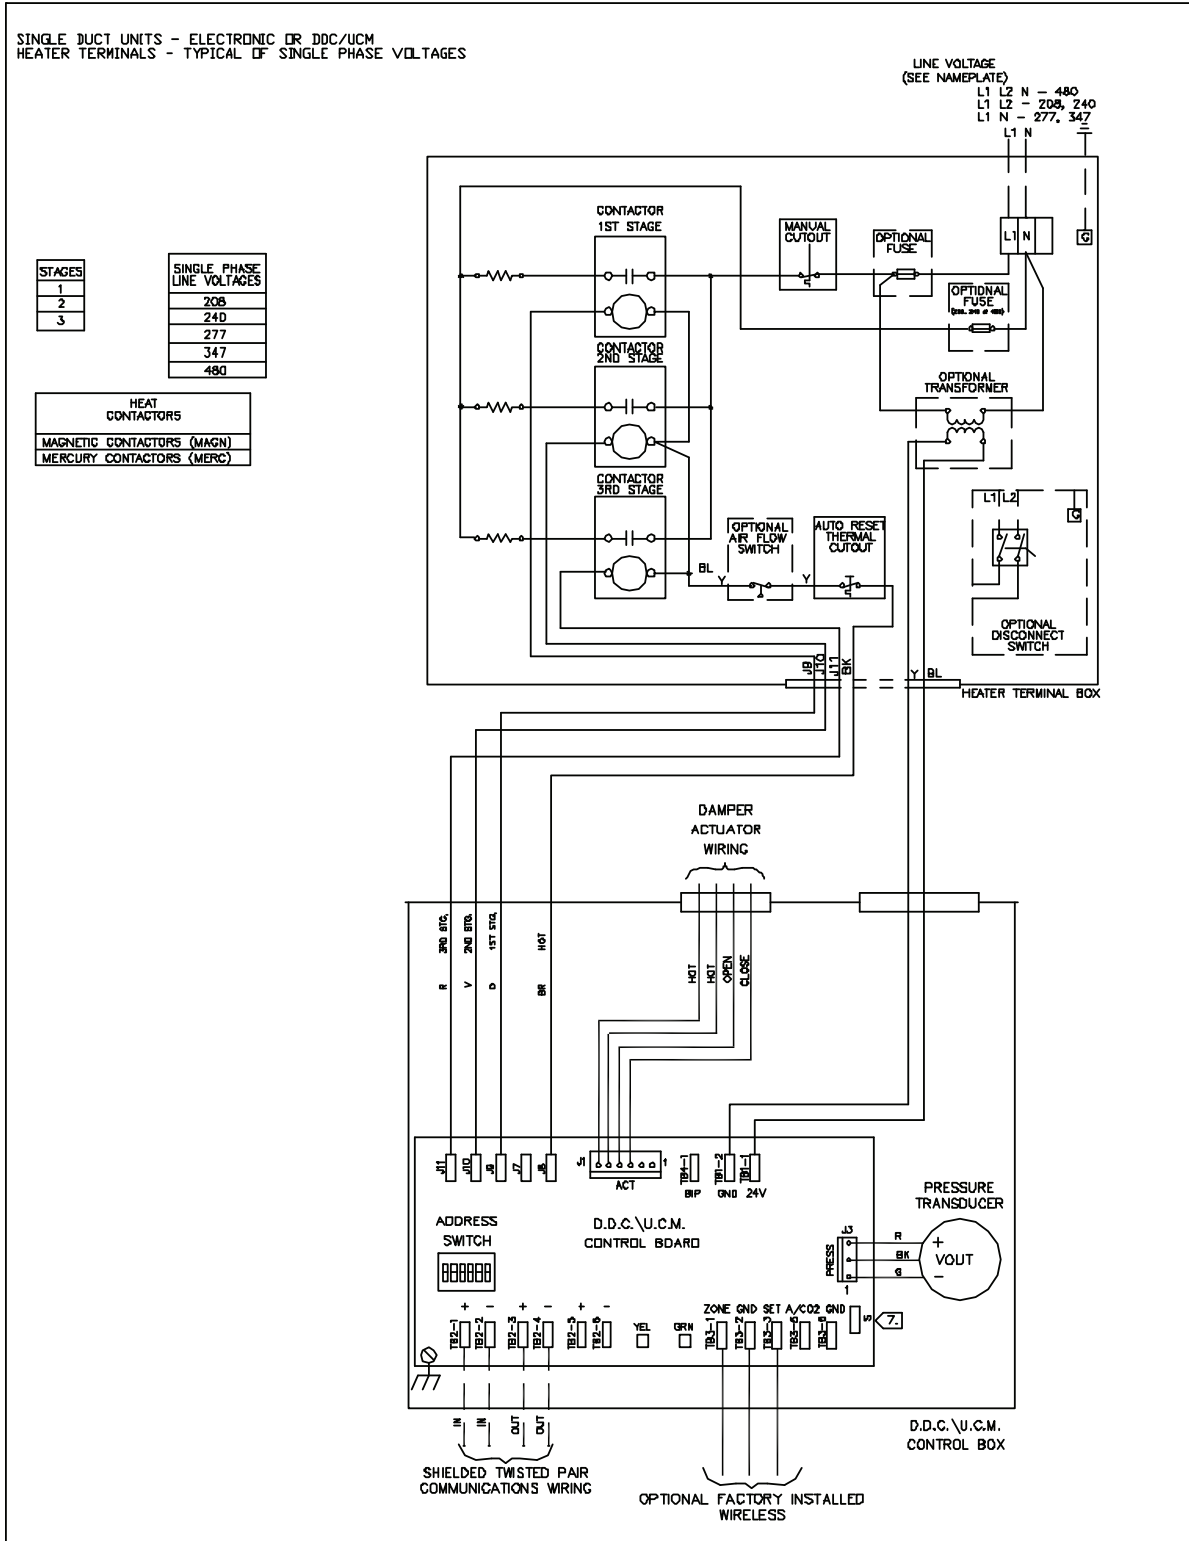 SINGLE DUCT UNITS - ELECTRONIC OR DDC/UCM
HEATER TERMINALS - TYPICAL OF SINGLE PHASE VOLTAGES
LINE VOLTAGE
(SEE NAMEPLATE)
L1 L2 N - 480
L1 L2 - 208, 240
L1 N - 277, 347
L1 N
STAGES
1
2
3
SINGLE PHASE
LINE VOLTAGES
208
240
277
347
480
HEAT
CONTACTORS
MAGNETIC CONTACTORS (MAGN)
MERCURY CONTACTORS (MERC)
CONTACTOR
1ST STAGE
MANUAL
CUTOUT
OPTIONAL
FUSE
L1 N
G
OPTIONAL
FUSE
CONTACTOR
2ND STAGE
OPTIONAL
TRANSFORMER
CONTACTOR
3RD STAGE
OPTIONAL
AIR FLOW
SWITCH
AUTO RESET
THERMAL
CUTOUT
BL
Y
Y
L1 L2
G
OPTIONAL
DISCONNECT
SWITCH
J9
J10
J11
BK
Y BL
HEATER TERMINAL BOX
DAMPER
ACTUATOR
WIRING
3RD STG.
2ND STG.
1ST STG.
HOT
R
V
O
BR
HOT
HOT
OPEN
CLOSE
J11
J10
J9
J7
J8
J1
1
ACT
TB4-1
TB1-2
TB1-1
BIP
GND
24V
ADDRESS
SWITCH
D.D.C.\U.C.M.
CONTROL BOARD
PRESSURE
TRANSDUCER
J3
PRESS
1
R
BK
G
+
VOUT
-
+ - + - + -
TB2-1
TB2-2
TB2-3
TB2-4
TB2-5
TB2-6
YEL
GRN
ZONE GND SET A/CO2 GND
TB3-1
TB3-2
TB3-3
TB3-5
TB3-6
S
7.
IN
IN
OUT
OUT
D.D.C.\U.C.M.
CONTROL BOX
SHIELDED TWISTED PAIR
COMMUNICATIONS WIRING
OPTIONAL FACTORY INSTALLED
WIRELESS